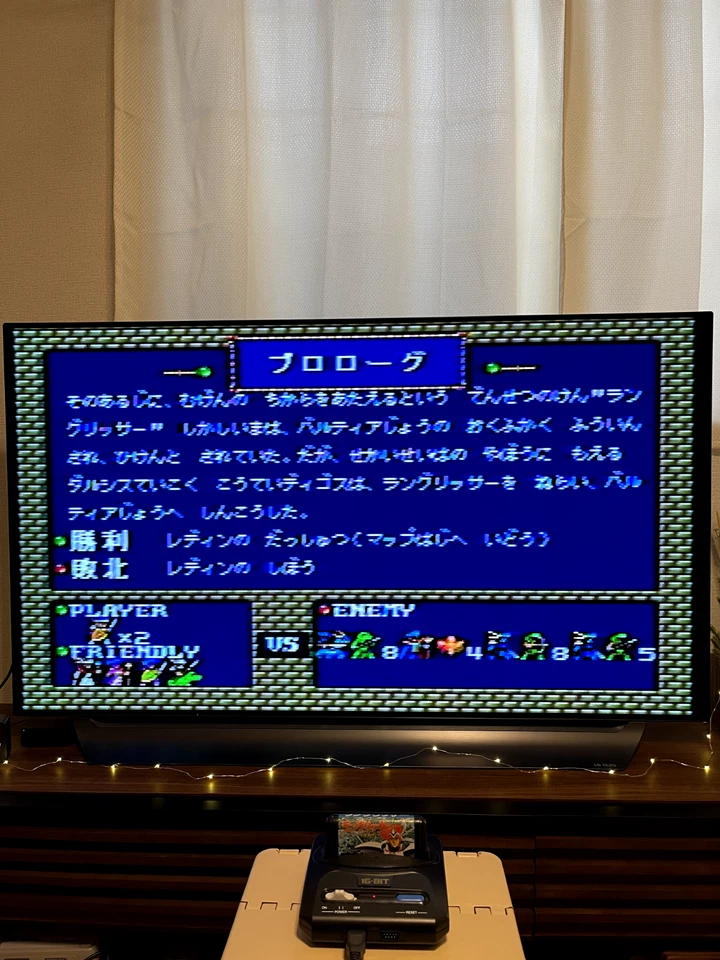 プロローグ
そのあるじに、むげんの ちからをあたえるという でんせつのけん"ラン
グリッサー" しかしいまは、バルティアじょうの おくふかく ふういん
され、ひけんと されていた。だが、せかいせいはの やぼうに もえる
ダルシスていこく こうていディゴスは、ラングリッサーを ねらい、バル
ティアじょうへ しんこうした。
勝利 レディンの だっしゅつ(マップはじへ いどう)
敗北 レディンの しぼう
PLAYER
x2
FRIENDLY
VS
ENEMY
8 4 8 5
LG OLED
16-BIT
ON OFF
POWER
RESET